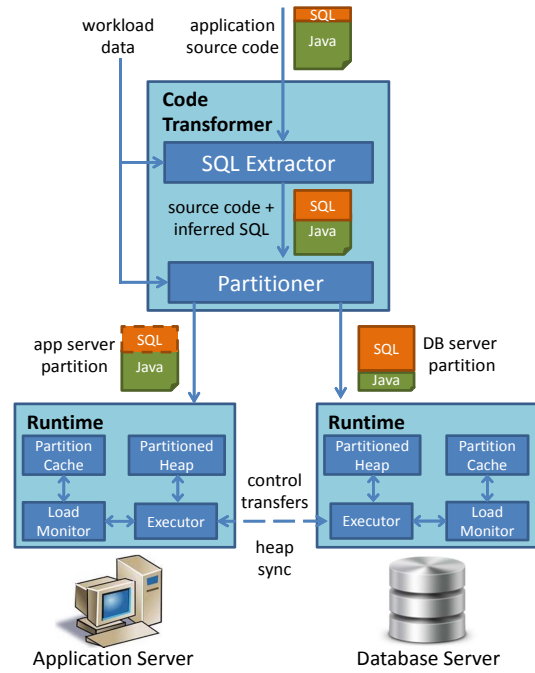 workload
data
application
source code
SQL
Java
Code
Transformer
SQL Extractor
source code +
inferred SQL
SQL
Java
Partitioner
app server
partition
SQL
Java
SQL
Java
DB server
partition
Runtime
Partition
Cache
Partitioned
Heap
Load
Monitor
Executor
control
transfers
heap
sync
Runtime
Partitioned
Heap
Partition
Cache
Executor
Load
Monitor
Application Server
Database Server